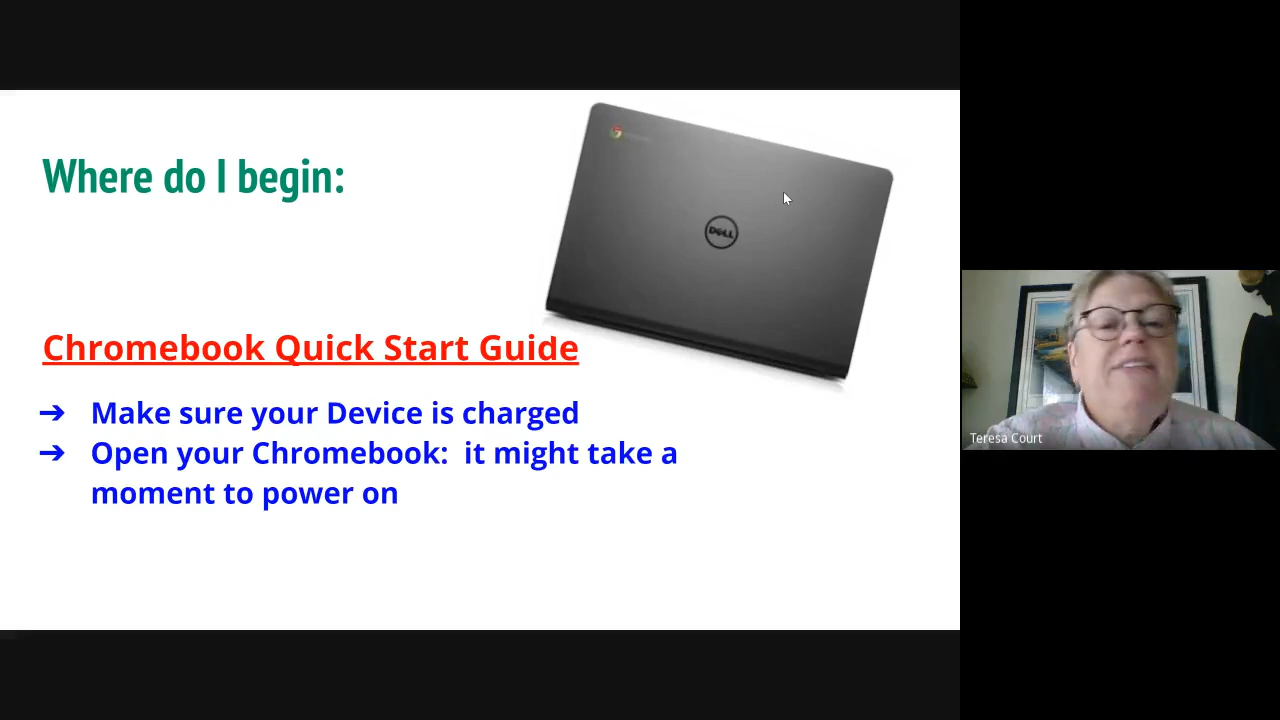 Where do I begin:
DELL
Chromebook Quick Start Guide
➔ Make sure your Device is charged
➔ Open your Chromebook:  it might take a
moment to power on
Teresa Court